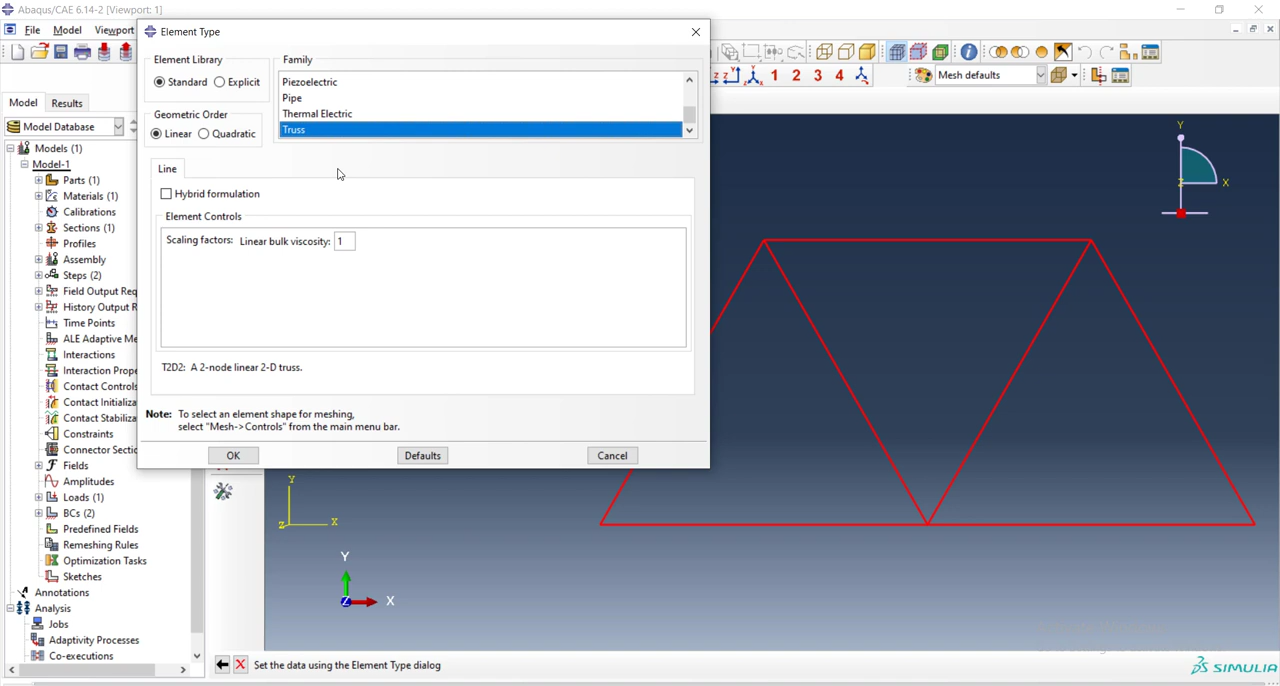 Abaqus/CAE 6.14-2 [Viewport: 1]
File Model Viewport
Element Type
Element Library
Standard Explicit
Geometric Order
Linear Quadratic
Family
Piezoelectric
Pipe
Thermal Electric
Truss
Line
Hybrid formulation
Element Controls
Scaling factors: Linear bulk viscosity: 1
T2D2: A 2-node linear 2-D truss.
Note: To select an element shape for meshing,
select "Mesh->Controls" from the main menu bar.
OK Defaults Cancel
1 2 3 4
Mesh defaults
Model Results
Model Database
Models (1)
Model-1
Parts (1)
Materials (1)
Calibrations
Sections (1)
Profiles
Assembly
Steps (2)
Field Output Req
History Output R
Time Points
ALE Adaptive Me
Interactions
Interaction Prope
Contact Controls
Contact Initializa
Contact Stabiliza
Constraints
Connector Sectio
Fields
Amplitudes
Loads (1)
BCs (2)
Predefined Fields
Remeshing Rules
Optimization Tasks
Sketches
Annotations
Analysis
Jobs
Adaptivity Processes
Co-executions
Y
Z
X
Y
Z
X
Y
Z
X
Set the data using the Element Type dialog
SIMULIA